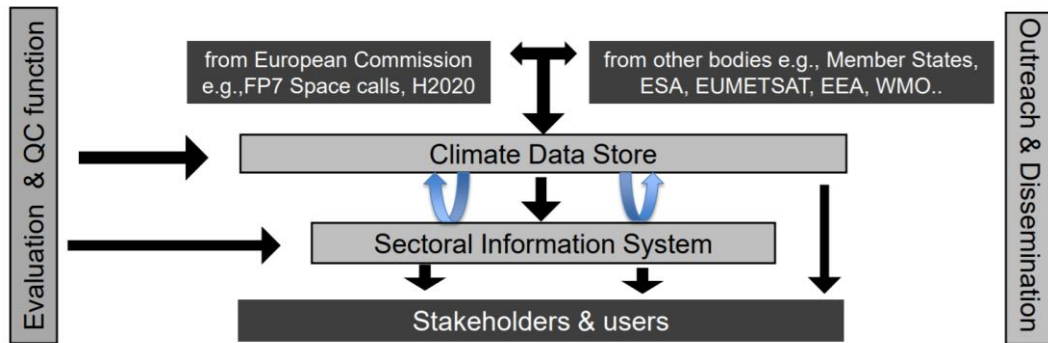 Evaluation & QC function
from European Commission
e.g.,FP7 Space calls, H2020
from other bodies e.g., Member States,
ESA, EUMETSAT, EEA, WMO..
Climate Data Store
Sectoral Information System
Stakeholders & users
Outreach & Dissemination